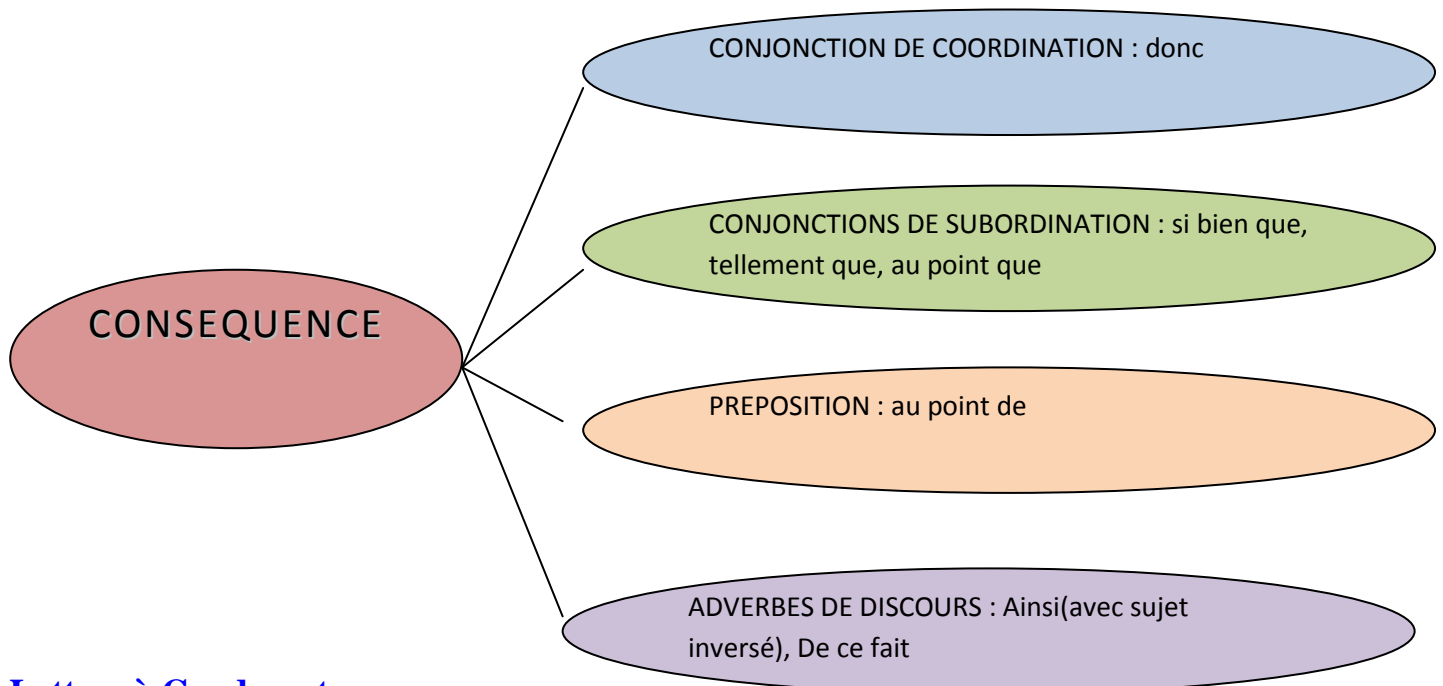 CONJONCTION DE COORDINATION : donc
CONJONCTIONS DE SUBORDINATION : si bien que,
tellement que, au point que
CONSEQUENCE
PREPOSITION : au point de
ADVERBES DE DISCOURS : Ainsi(avec sujet
inversé), De ce fait